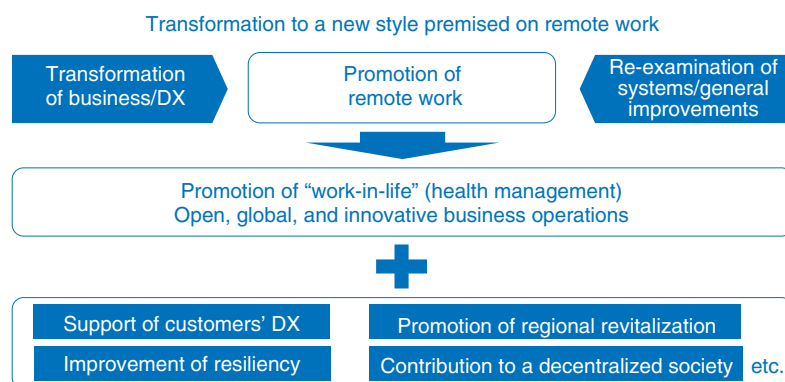 Transformation to a new style premised on remote work
Transformation
of business/DX
Promotion of
remote work
Re-examination of
systems/general
improvements
Promotion of “work-in-life” (health management)
Open, global, and innovative business operations
Support of customers’ DX
Promotion of regional revitalization
Improvement of resiliency
Contribution to a decentralized society etc.